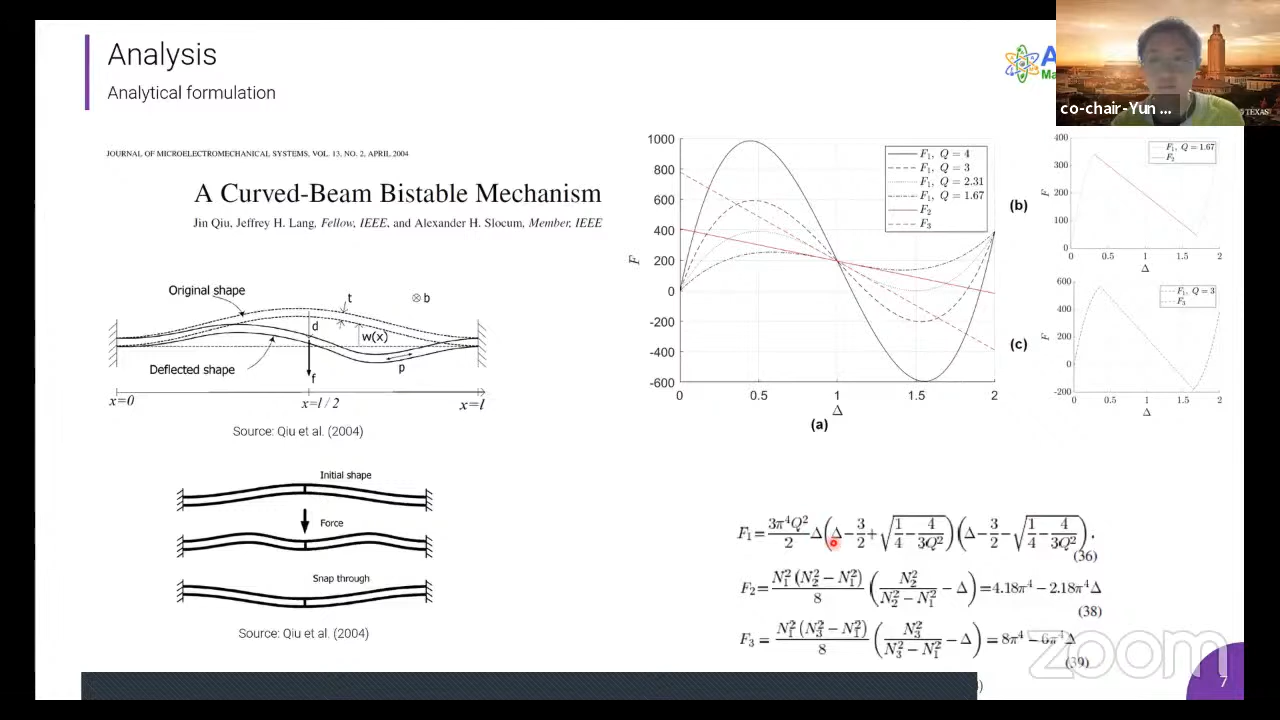 Analysis
Analytical formulation
co-chair-Yun ...
TEXAS
JOURNAL OF MICROELECTROMECHANICAL SYSTEMS, VOL. 13, NO. 2, APRIL 2004
A Curved-Beam Bistable Mechanism
Jin Qiu, Jeffrey H. Lang, Fellow, IEEE, and Alexander H. Slocum, Member, IEEE
Original shape
t
⊗ b
d
w(x)
Deflected shape
p
f
x=0
x=l / 2
x=l
Source: Qiu et al. (2004)
Initial shape
Force
Snap through
Source: Qiu et al. (2004)
1000
800
600
400
200
0
-200
-400
-600
F
0 0.5 1 1.5 2
Δ
F₁, Q = 4
F₁, Q = 3
F₁, Q = 2.31
F₁, Q = 1.67
F₂
F₃
(a)
(b)
400
300
200
100
0
F
0 0.5 1 1.5 2
Δ
F₁, Q = 1.67
F₂
(c)
600
400
200
0
-200
F
0 0.5 1 1.5 2
Δ
F₁, Q = 3
F₃
F₁ = 3π⁴Q²/2 Δ(Δ − 3/2 + √(1/4 − 4/3Q²)) (Δ − 3/2 − √(1/4 − 4/3Q²)).
(36)
F₂ = N₁²(N₂² − N₁²)/8 (N₂²/(N₂² − N₁²) − Δ) = 4.18π⁴ − 2.18π⁴Δ
(38)
F₃ = N₁²(N₃² − N₁²)/8 (N₃²/(N₃² − N₁²) − Δ) = 8π⁴ − 6π⁴Δ
(39)
zoom
7